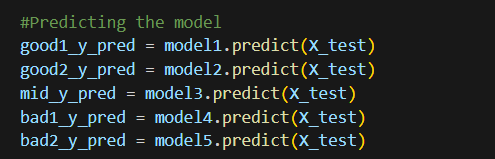 #Predicting the model
good1_y_pred = model1.predict(X_test)
good2_y_pred = model2.predict(X_test)
mid_y_pred = model3.predict(X_test)
bad1_y_pred = model4.predict(X_test)
bad2_y_pred = model5.predict(X_test)